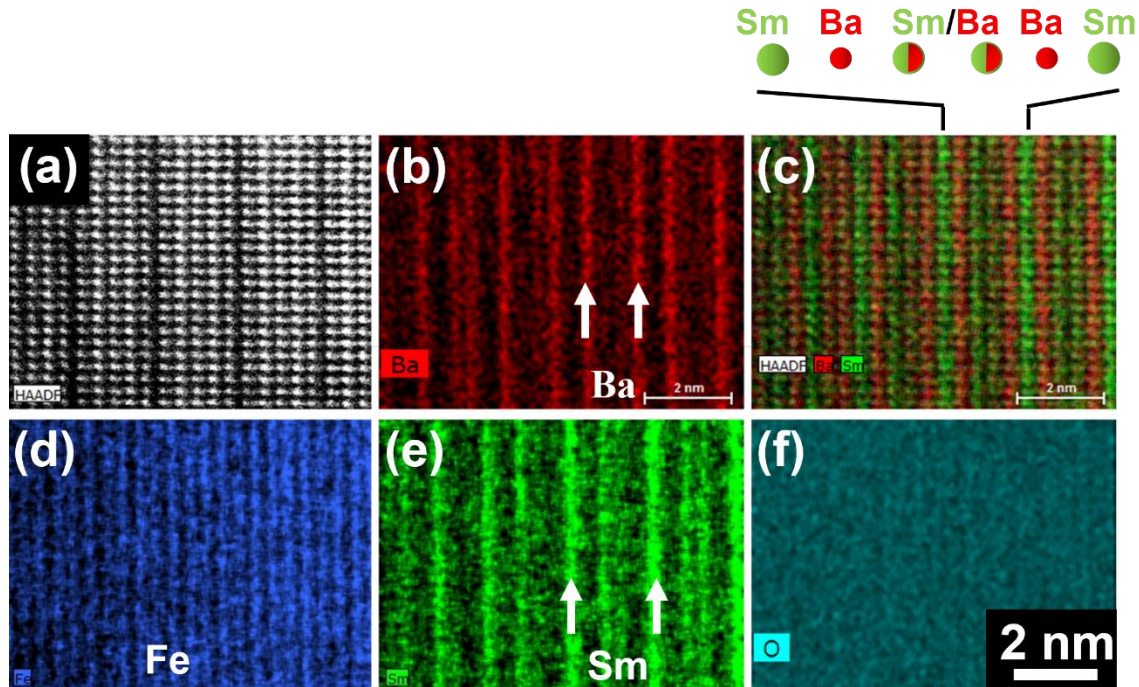 Sm Ba Sm/Ba Ba Sm
(a)
HAADF
(b)
Ba
Ba
2 nm
(c)
HAADF Ba Sm
2 nm
(d)
Fe
Fe
(e)
Sm
Sm
(f)
O
2 nm